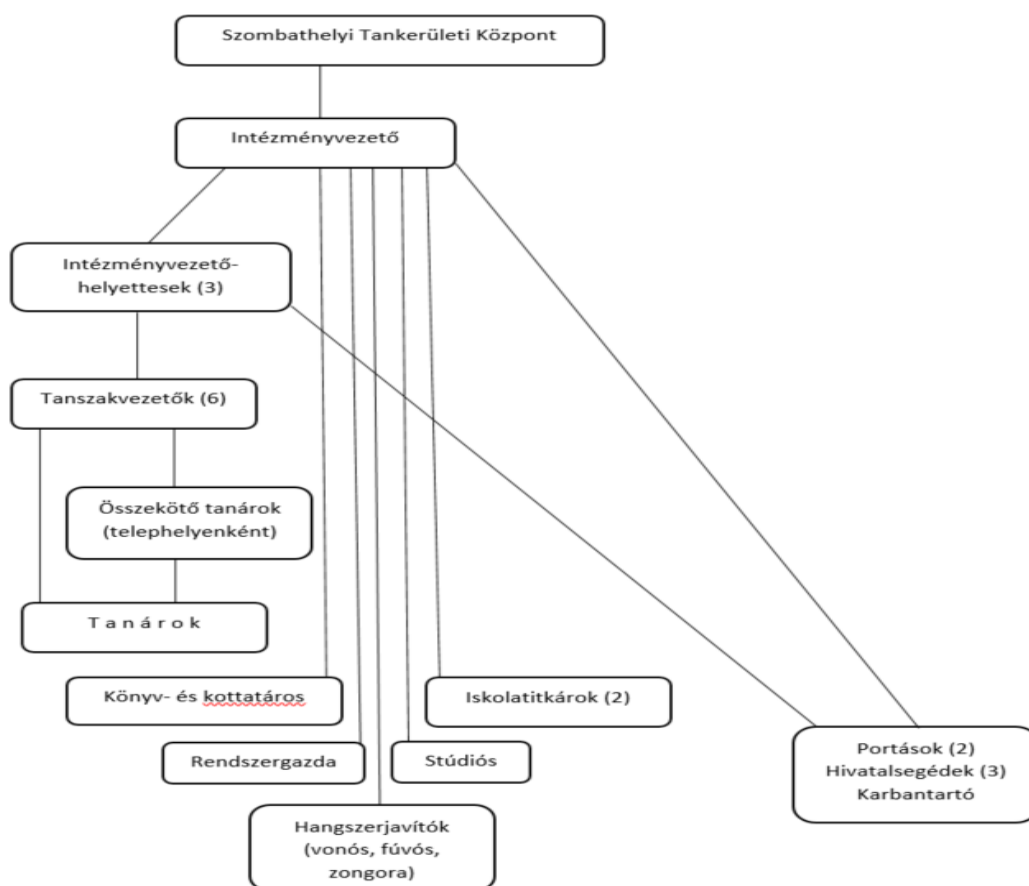 Szombathelyi Tankerületi Központ
Intézményvezető
Intézményvezető-
helyettesek (3)
Tanszakvezetők (6)
Összekötő tanárok
(telephelyenként)
T a n á r o k
Könyv- és kottatáros
Iskolatitkárok (2)
Rendszergazda
Stúdiós
Portások (2)
Hivatalsegédek (3)
Karbantartó
Hangszerjavítók
(vonós, fúvós,
zongora)